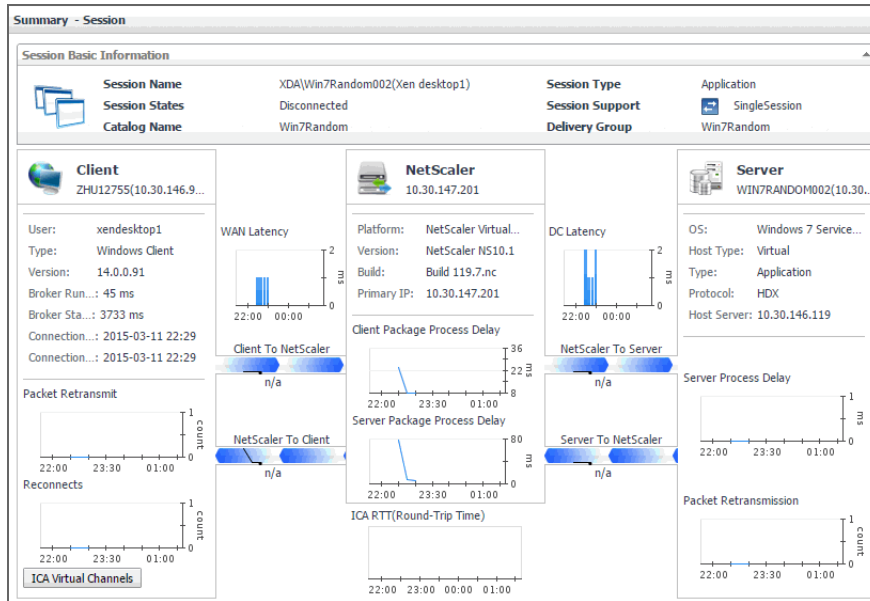 Summary - Session
Session Basic Information
Session Name XDA\Win7Random002(Xen desktop1) Session Type Application
Session States Disconnected Session Support SingleSession
Catalog Name Win7Random Delivery Group Win7Random
Client
ZHU12755(10.30.146.9...
User: xendesktop1
Type: Windows Client
Version: 14.0.0.91
Broker Run...: 45 ms
Broker Sta...: 3733 ms
Connection...: 2015-03-11 22:29
Connection...: 2015-03-11 22:29
Packet Retransmit
1
count
0
22:00 23:30 01:00
Reconnects
1
count
0
22:00 23:30 01:00
ICA Virtual Channels
WAN Latency
2
ms
0
22:00 00:00
Client To NetScaler
n/a
NetScaler To Client
n/a
NetScaler
10.30.147.201
Platform: NetScaler Virtual...
Version: NetScaler NS10.1
Build: Build 119.7.nc
Primary IP: 10.30.147.201
Client Package Process Delay
36
22
ms
8
22:00 23:30 01:00
Server Package Process Delay
80
ms
0
22:00 23:30 01:00
ICA RTT(Round-Trip Time)
22:00 23:00 00:00 01:00
DC Latency
2
ms
0
22:00 00:00
NetScaler To Server
n/a
Server To NetScaler
n/a
Server
WIN7RANDOM002(10.30...
OS: Windows 7 Service...
Host Type: Virtual
Type: Application
Protocol: HDX
Host Server: 10.30.146.119
Server Process Delay
1
ms
0
22:00 23:30 01:00
Packet Retransmission
1
count
0
22:00 23:30 01:00